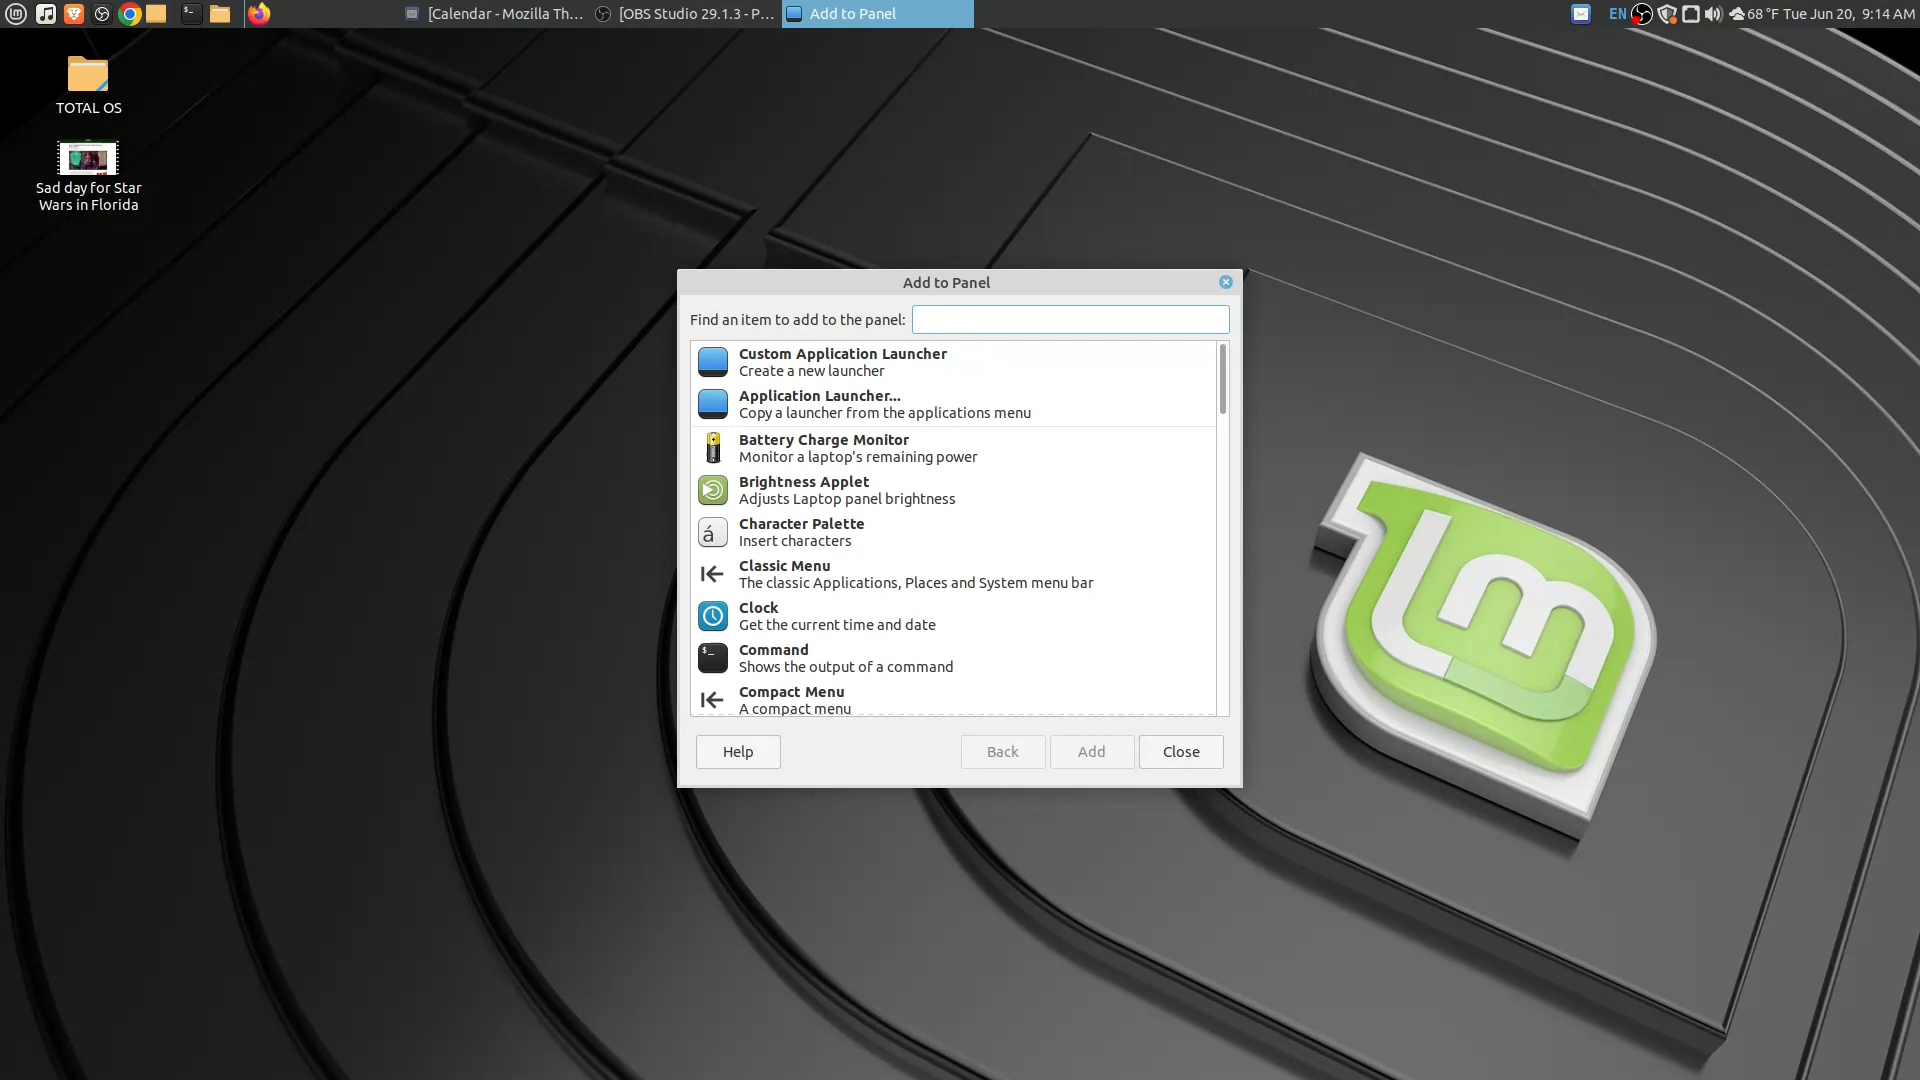 [Calendar - Mozilla Th...
[OBS Studio 29.1.3 - P...
Add to Panel
EN
68 °F Tue Jun 20, 9:14 AM
TOTAL OS
Sad day for Star
Wars in Florida
Add to Panel
Find an item to add to the panel:
Custom Application Launcher
Create a new launcher
Application Launcher...
Copy a launcher from the applications menu
Battery Charge Monitor
Monitor a laptop's remaining power
Brightness Applet
Adjusts Laptop panel brightness
á
Character Palette
Insert characters
Classic Menu
The classic Applications, Places and System menu bar
Clock
Get the current time and date
$_
Command
Shows the output of a command
Compact Menu
A compact menu
Help
Back
Add
Close